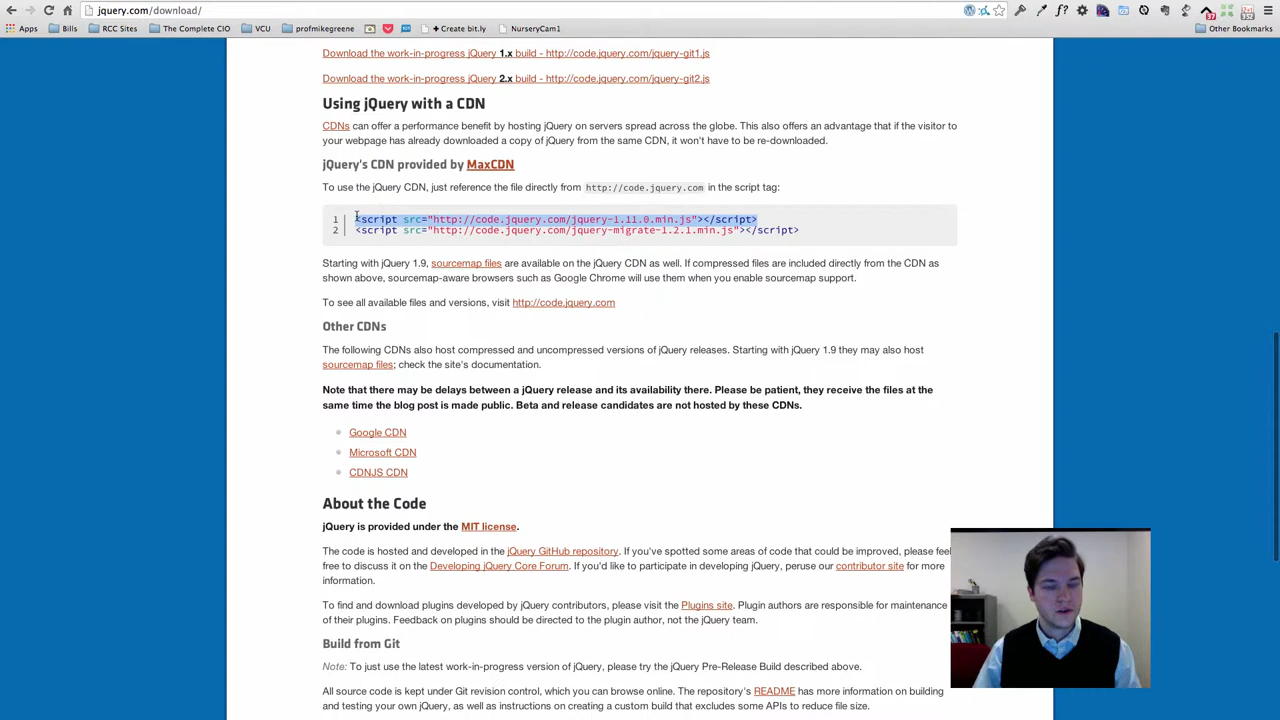 jquery.com/download/
Apps Bills RCC Sites The Complete CIO VCU profmikegreene + Create bit.ly NurseryCam1 Other Bookmarks
Download the work-in-progress jQuery 1.x build - http://code.jquery.com/jquery-git1.js
Download the work-in-progress jQuery 2.x build - http://code.jquery.com/jquery-git2.js
Using jQuery with a CDN
CDNs can offer a performance benefit by hosting jQuery on servers spread across the globe. This also offers an advantage that if the visitor to
your webpage has already downloaded a copy of jQuery from the same CDN, it won't have to be re-downloaded.
jQuery's CDN provided by MaxCDN
To use the jQuery CDN, just reference the file directly from http://code.jquery.com in the script tag:
1 <script src="http://code.jquery.com/jquery-1.11.0.min.js"></script>
2 <script src="http://code.jquery.com/jquery-migrate-1.2.1.min.js"></script>
Starting with jQuery 1.9, sourcemap files are available on the jQuery CDN as well. If compressed files are included directly from the CDN as
shown above, sourcemap-aware browsers such as Google Chrome will use them when you enable sourcemap support.
To see all available files and versions, visit http://code.jquery.com
Other CDNs
The following CDNs also host compressed and uncompressed versions of jQuery releases. Starting with jQuery 1.9 they may also host
sourcemap files; check the site's documentation.
Note that there may be delays between a jQuery release and its availability there. Please be patient, they receive the files at the
same time the blog post is made public. Beta and release candidates are not hosted by these CDNs.
Google CDN
Microsoft CDN
CDNJS CDN
About the Code
jQuery is provided under the MIT license.
The code is hosted and developed in the jQuery GitHub repository. If you've spotted some areas of code that could be improved, please feel
free to discuss it on the Developing jQuery Core Forum. If you'd like to participate in developing jQuery, peruse our contributor site for more
information.
To find and download plugins developed by jQuery contributors, please visit the Plugins site. Plugin authors are responsible for maintenance
of their plugins. Feedback on plugins should be directed to the plugin author, not the jQuery team.
Build from Git
Note: To just use the latest work-in-progress version of jQuery, please try the jQuery Pre-Release Build described above.
All source code is kept under Git revision control, which you can browse online. The repository's README has more information on building
and testing your own jQuery, as well as instructions on creating a custom build that excludes some APIs to reduce file size.